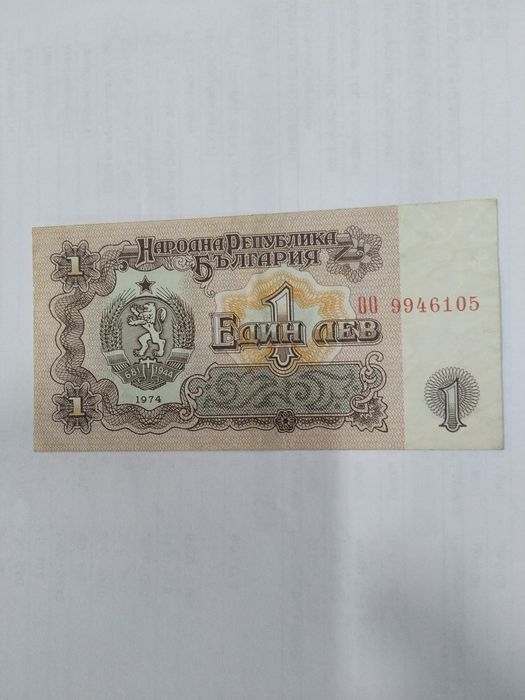 НАРОДНА РЕПУБЛИКА
БЪЛГАРИЯ
1
1
ОО 9946105
ЕДИН ЛЕВ
681 1944
1
1974
1